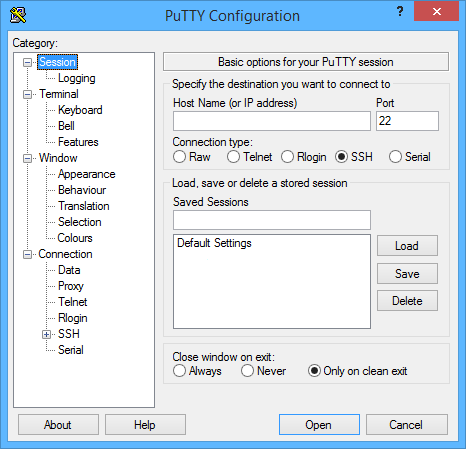 PuTTY Configuration
?
Category:
Session
Logging
Terminal
Keyboard
Bell
Features
Window
Appearance
Behaviour
Translation
Selection
Colours
Connection
Data
Proxy
Telnet
Rlogin
SSH
Serial
Basic options for your PuTTY session
Specify the destination you want to connect to
Host Name (or IP address) Port
22
Connection type:
Raw Telnet Rlogin SSH Serial
Load, save or delete a stored session
Saved Sessions
Default Settings
Load
Save
Delete
Close window on exit:
Always Never Only on clean exit
About Help Open Cancel